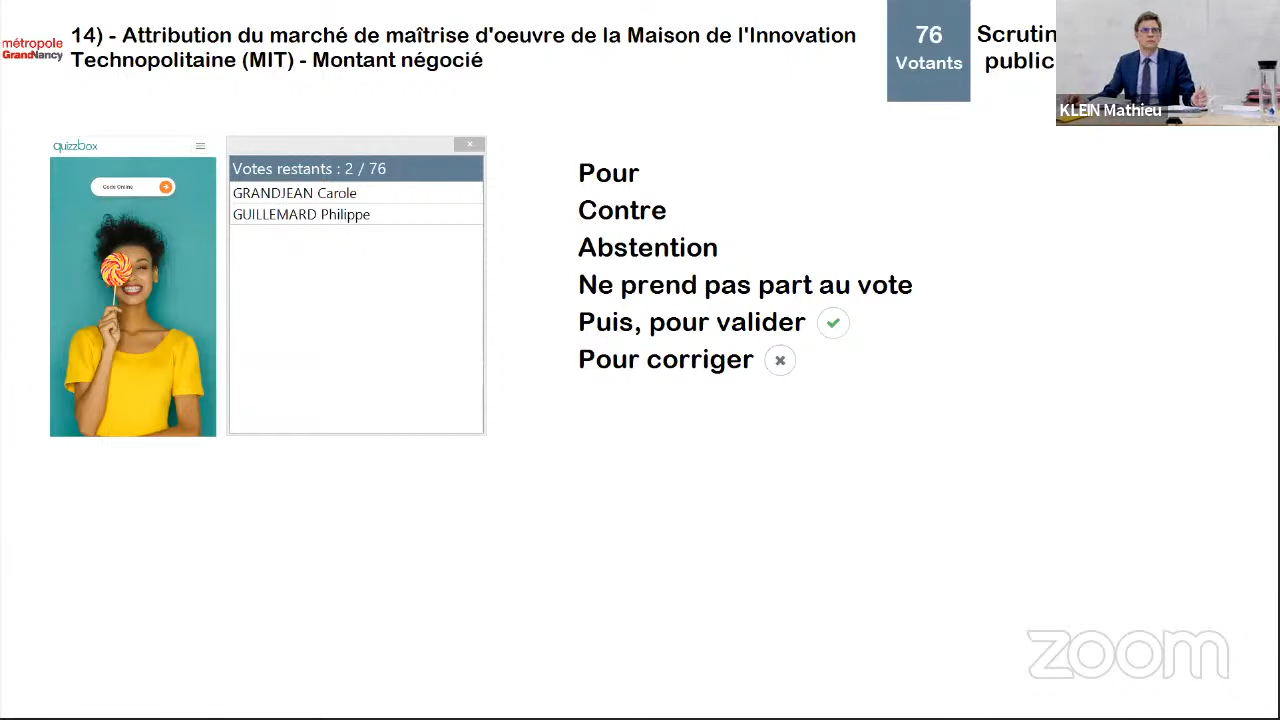 métropole
GrandNancy
14) - Attribution du marché de maîtrise d'oeuvre de la Maison de l'Innovation
Technopolitaine (MIT) - Montant négocié
76
Votants
Scrutin
public
KLEIN Mathieu
quizzbox
Code Online
Votes restants : 2 / 76
GRANDJEAN Carole
GUILLEMARD Philippe
Pour
Contre
Abstention
Ne prend pas part au vote
Puis, pour valider
Pour corriger
zoom